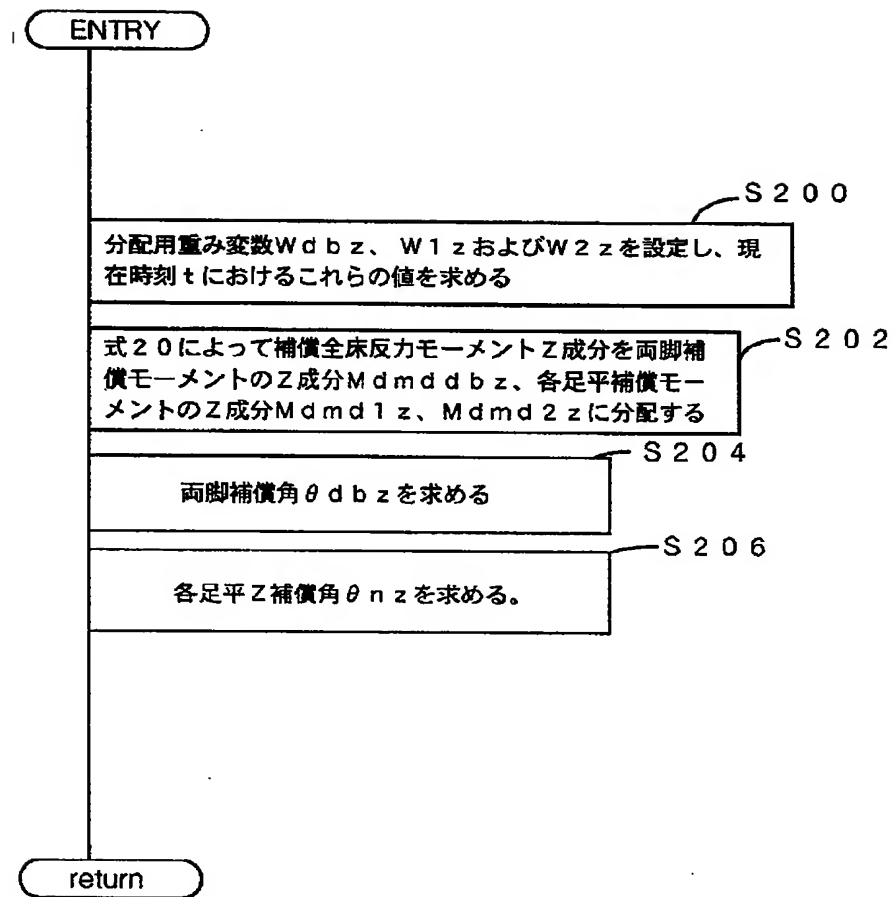 ENTRY
S200
分配用重み変数Wdbz、W1zおよびW2zを設定し、現
在時刻tにおけるこれらの値を求める
S202
式20によって補償全床反力モーメントZ成分を両脚補
償モーメントのZ成分Mdmddbz、各足平補償モー
メントのZ成分Mdmd1z、Mdmd2zに分配する
S204
両脚補償角θdbzを求める
S206
各足平Z補償角θnzを求める。
return